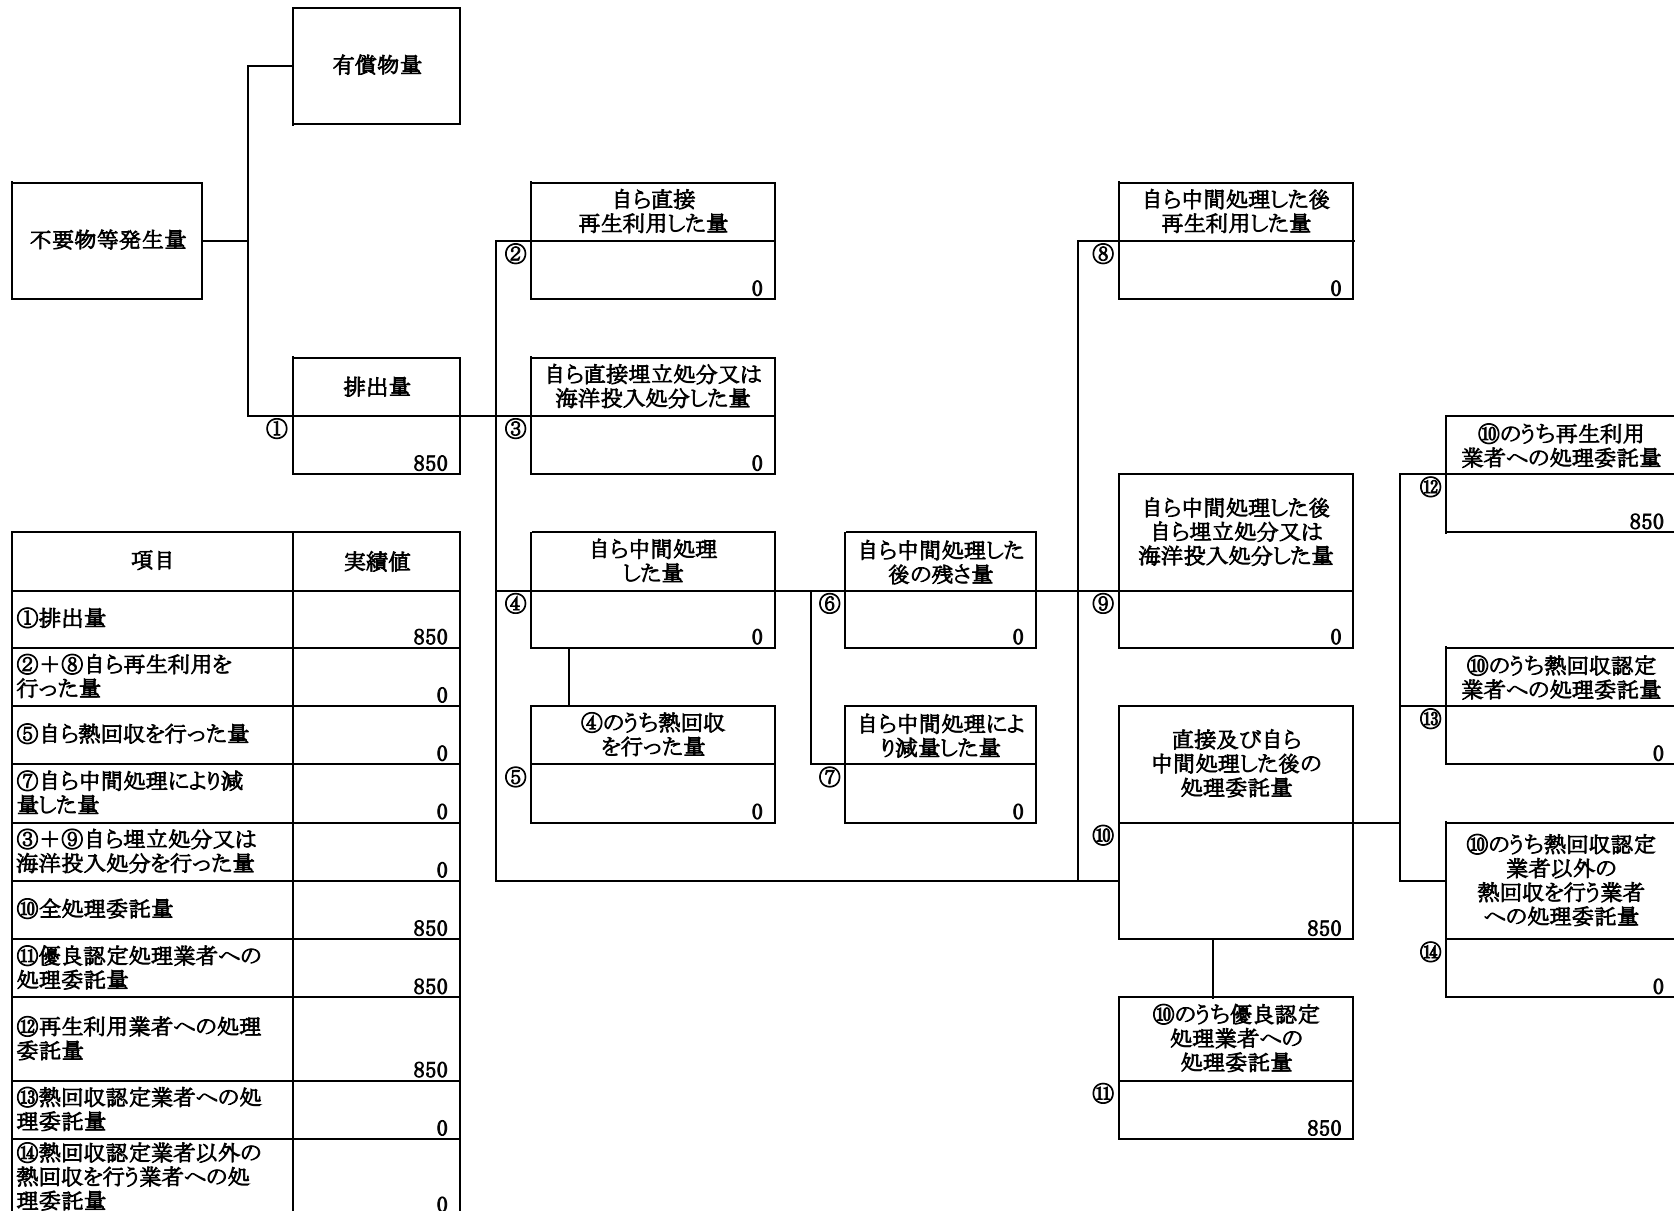 有償物量
不要物等発生量
排出量
①
850
自ら直接
再生利用した量
②
0
自ら直接埋立処分又は
海洋投入処分した量
③
0
自ら中間処理
した量
④
0
④のうち熱回収
を行った量
⑤
0
自ら中間処理した
後の残さ量
⑥
0
自ら中間処理によ
り減量した量
⑦
0
自ら中間処理した後
再生利用した量
⑧
0
自ら中間処理した後
自ら埋立処分又は
海洋投入処分した量
⑨
0
直接及び自ら
中間処理した後の
処理委託量
⑩
850
⑩のうち優良認定
処理業者への
処理委託量
⑪
850
⑩のうち再生利用
業者への処理委託量
⑫
850
⑩のうち熱回収認定
業者への処理委託量
⑬
0
⑩のうち熱回収認定
業者以外の
熱回収を行う業者
への処理委託量
⑭
0
項目 実績値
①排出量
850
②＋⑧自ら再生利用を
行った量
0
⑤自ら熱回収を行った量
0
⑦自ら中間処理により減
量した量
0
③＋⑨自ら埋立処分又は
海洋投入処分を行った量
0
⑩全処理委託量
850
⑪優良認定処理業者への
処理委託量
850
⑫再生利用業者への処理
委託量
850
⑬熱回収認定業者への処
理委託量
0
⑭熱回収認定業者以外の
熱回収を行う業者への処
理委託量
0